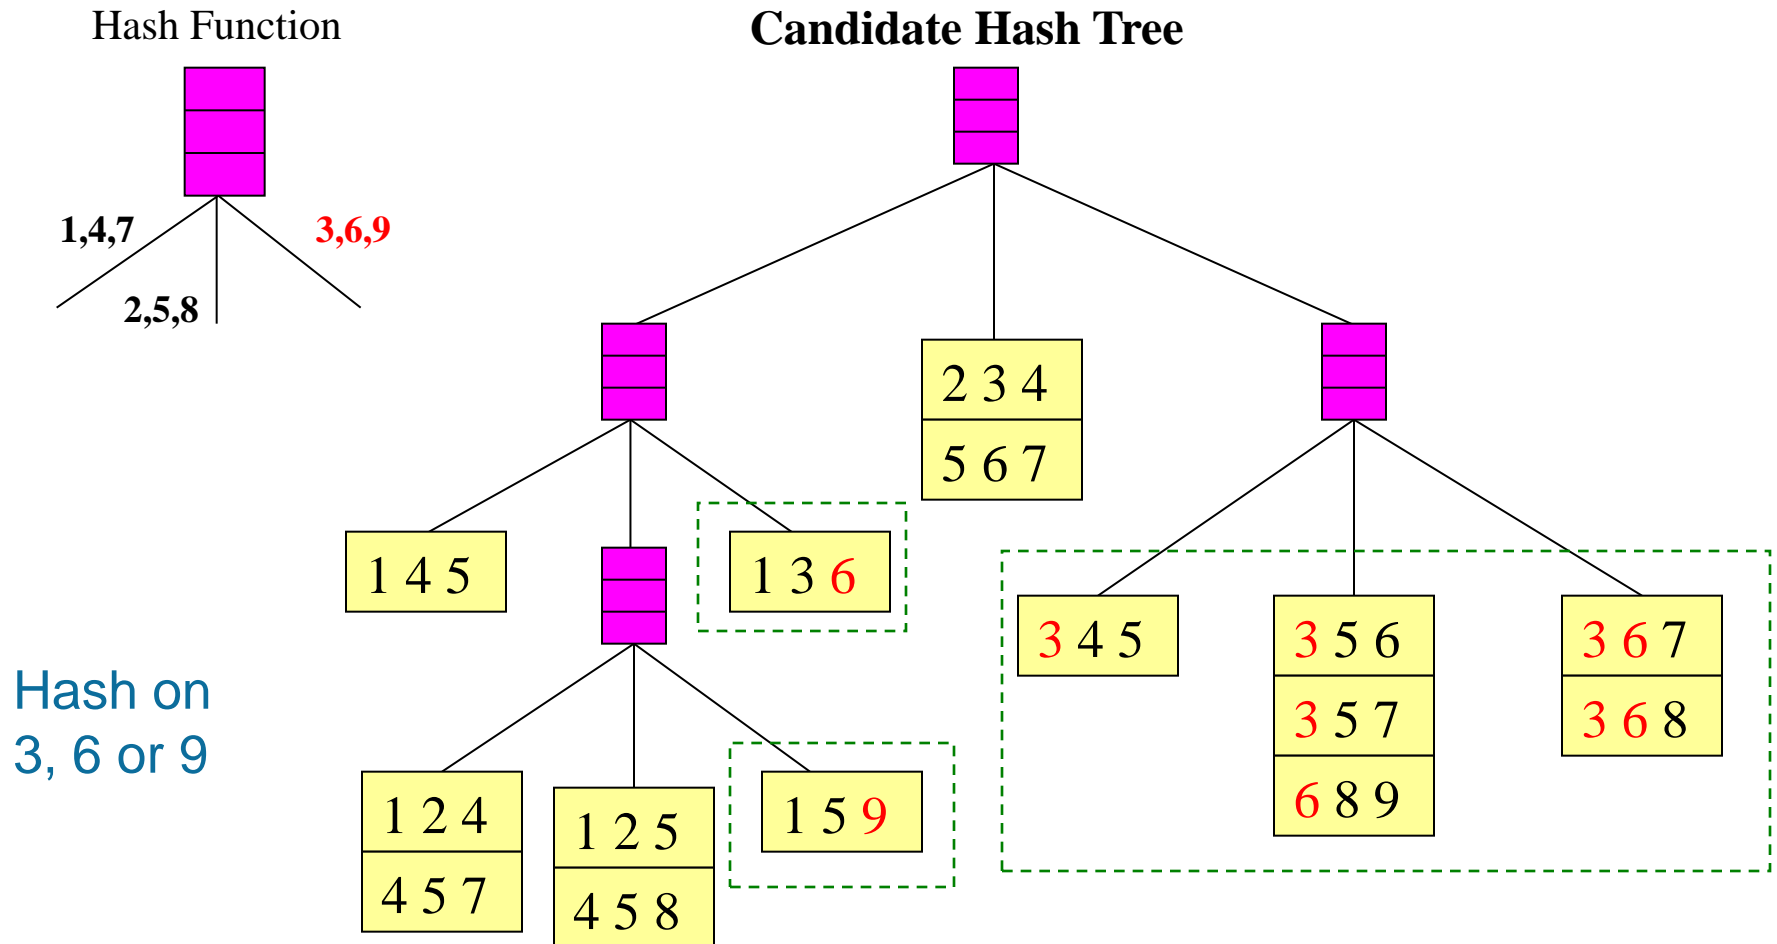 Hash Function
Candidate Hash Tree
1,4,7
3,6,9
2,5,8
2 3 4
5 6 7
1 4 5
1 3 6
3 4 5
3 5 6
3 6 7
3 5 7
3 6 8
6 8 9
Hash on
3, 6 or 9
1 2 4
1 2 5
1 5 9
4 5 7
4 5 8